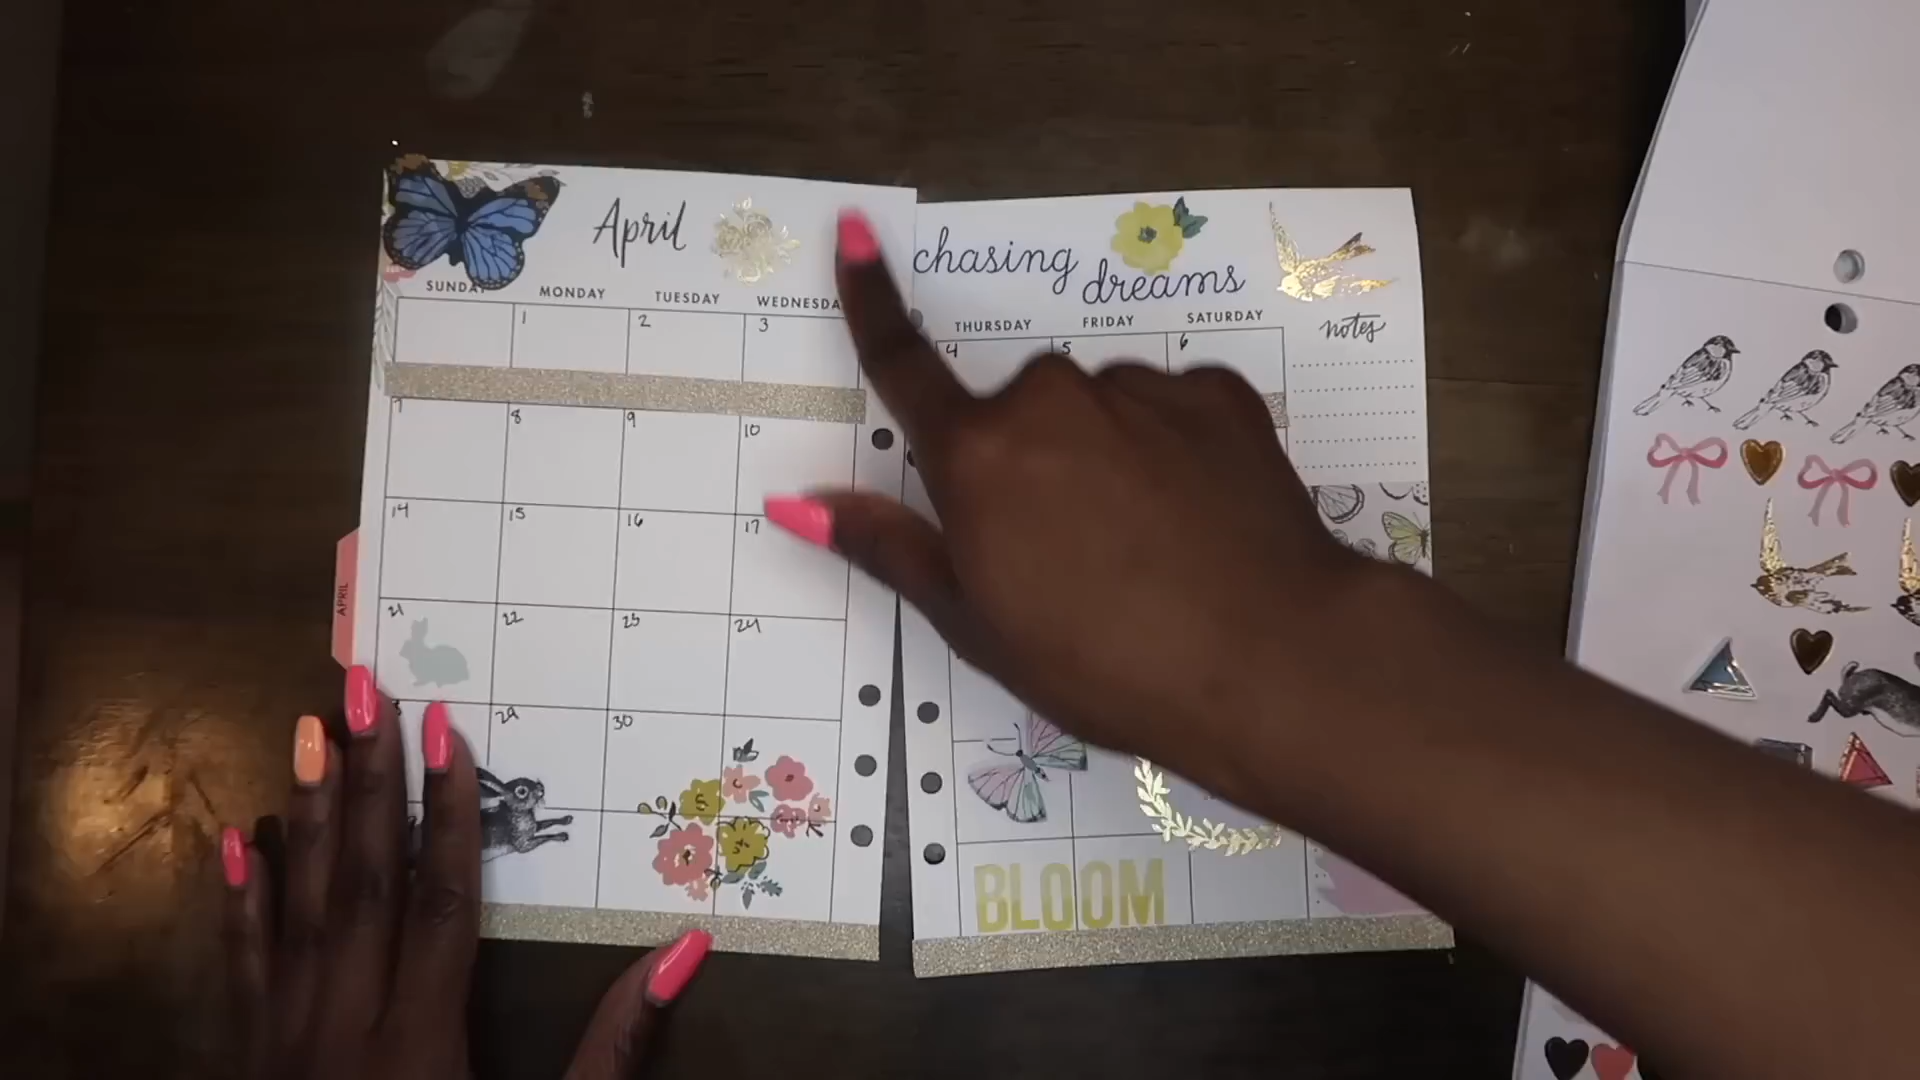 April
SUNDAY MONDAY TUESDAY WEDNESDA
1 2 3
7 8 9 10
14 15 16 17
21 22 23 24
29 30
APRIL
chasing
dreams
THURSDAY FRIDAY SATURDAY
notes
4 5 6
BLOOM